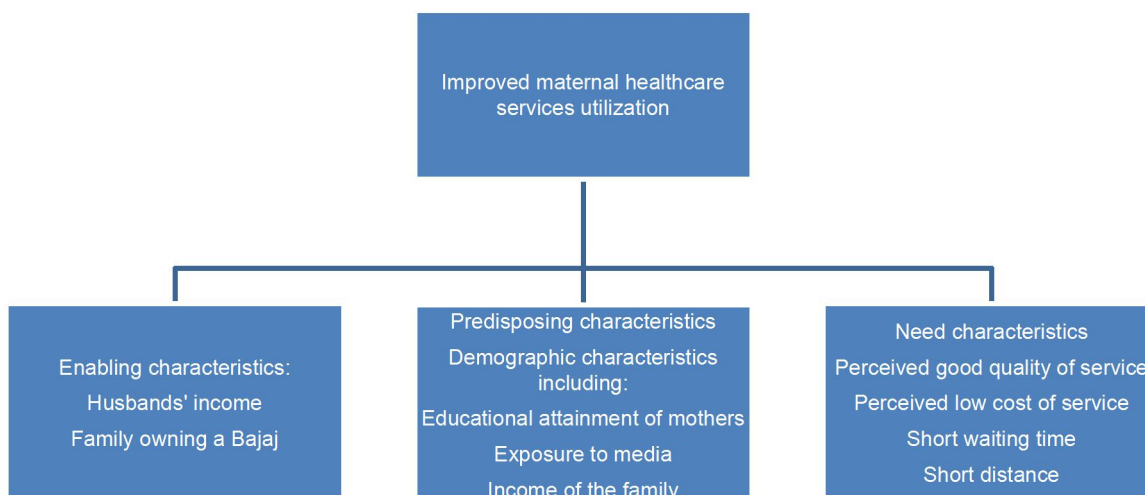 Improved maternal healthcare
services utilization
Enabling characteristics:
Husbands' income
Family owning a Bajaj
Predisposing characteristics
Demographic characteristics
including:
Educational attainment of mothers
Exposure to media
Income of the family
Need characteristics
Perceived good quality of service
Perceived low cost of service
Short waiting time
Short distance